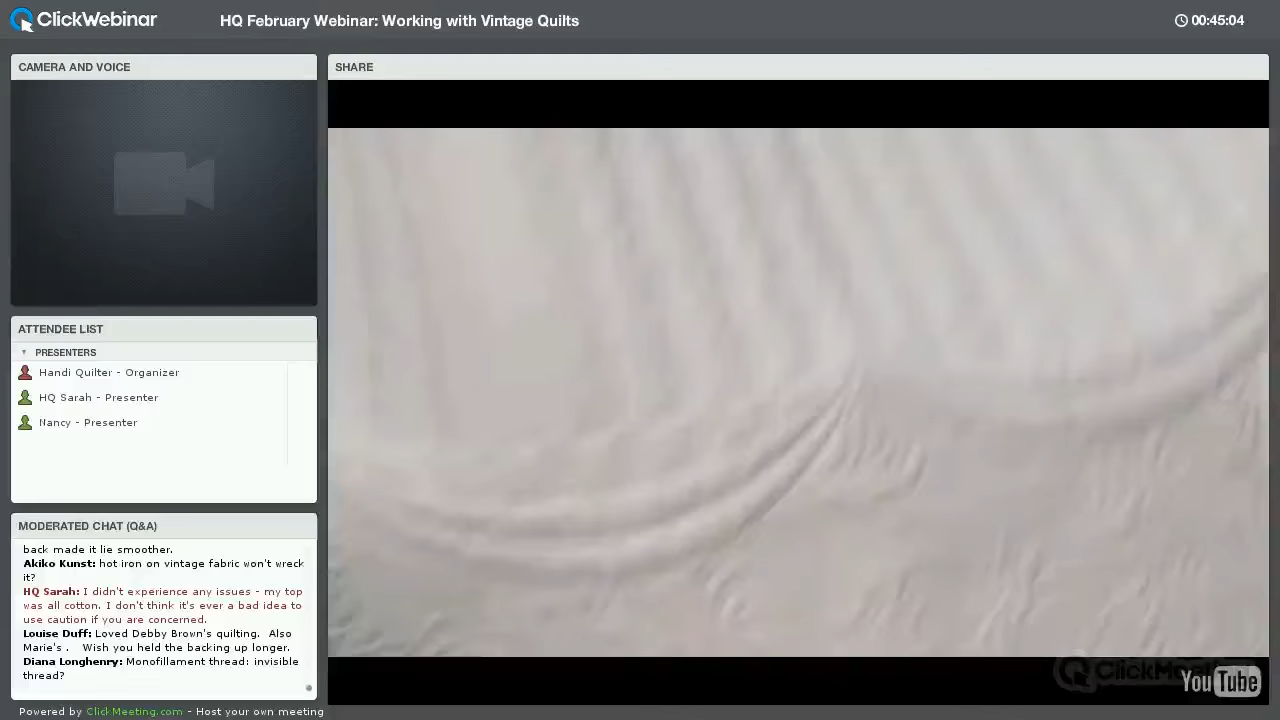 ClickWebinar
HQ February Webinar: Working with Vintage Quilts
00:45:04
CAMERA AND VOICE
SHARE
ATTENDEE LIST
PRESENTERS
Handi Quilter - Organizer
HQ Sarah - Presenter
Nancy - Presenter
MODERATED CHAT (Q&A)
back made it lie smoother.
Akiko Kunst: hot iron on vintage fabric won't wreck
it?
HQ Sarah: I didn't experience any issues - my top
was all cotton. I don't think it's ever a bad idea to
use caution if you are concerned.
Louise Duff: Loved Debby Brown's quilting. Also
Marie's . Wish you held the backing up longer.
Diana Longhenry: Monofillament thread: invisible
thread?
ClickMeeting
YouTube
Powered by ClickMeeting.com - Host your own meeting